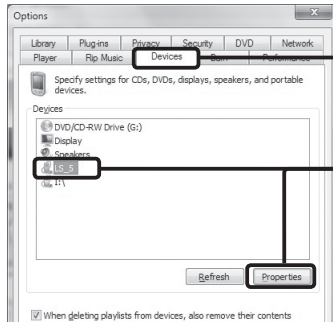 Options
Library Plug-ins Privacy Security DVD Network
Player Rip Music Devices Burn Performance
Specify settings for CDs, DVDs, displays, speakers, and portable
devices.
Devices
DVD/CD-RW Drive (G:)
Display
Speakers
LS_5
I:\
Refresh Properties
When deleting playlists from devices, also remove their contents